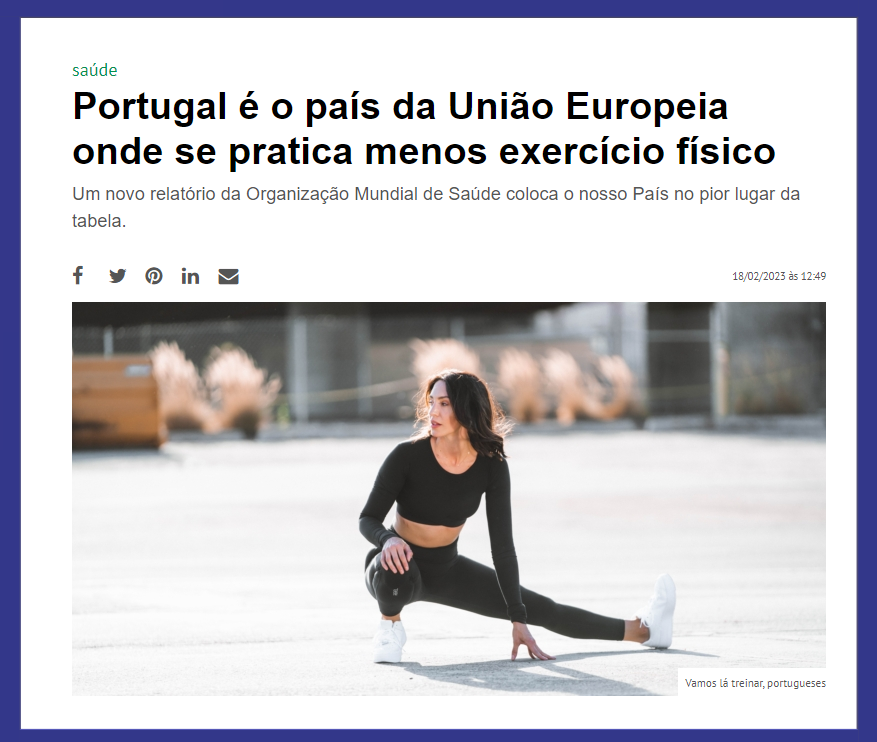 saúde
Portugal é o país da União Europeia
onde se pratica menos exercício físico
Um novo relatório da Organização Mundial de Saúde coloca o nosso País no pior lugar da
tabela.
18/02/2023 às 12:49
Vamos lá treinar, portugueses